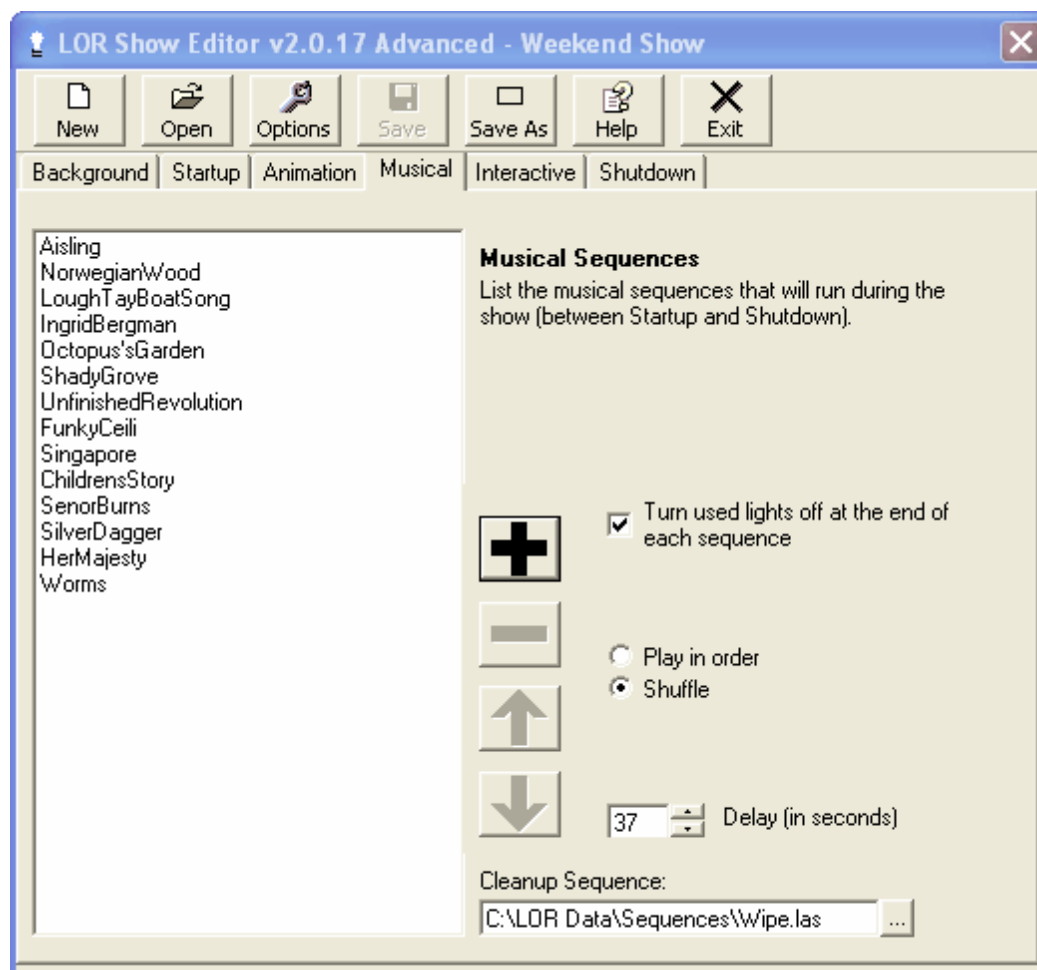 LOR Show Editor v2.0.17 Advanced - Weekend Show
New Open Options Save Save As Help Exit
Background Startup Animation Musical Interactive Shutdown
Aisling
NorwegianWood
LoughTayBoatSong
IngridBergman
Octopus'sGarden
ShadyGrove
UnfinishedRevolution
FunkyCeili
Singapore
ChildrensStory
SenorBurns
SilverDagger
HerMajesty
Worms
Musical Sequences
List the musical sequences that will run during the
show (between Startup and Shutdown).
Turn used lights off at the end of
each sequence
Play in order
Shuffle
37 Delay (in seconds)
Cleanup Sequence:
C:\LOR Data\Sequences\Wipe.las ...